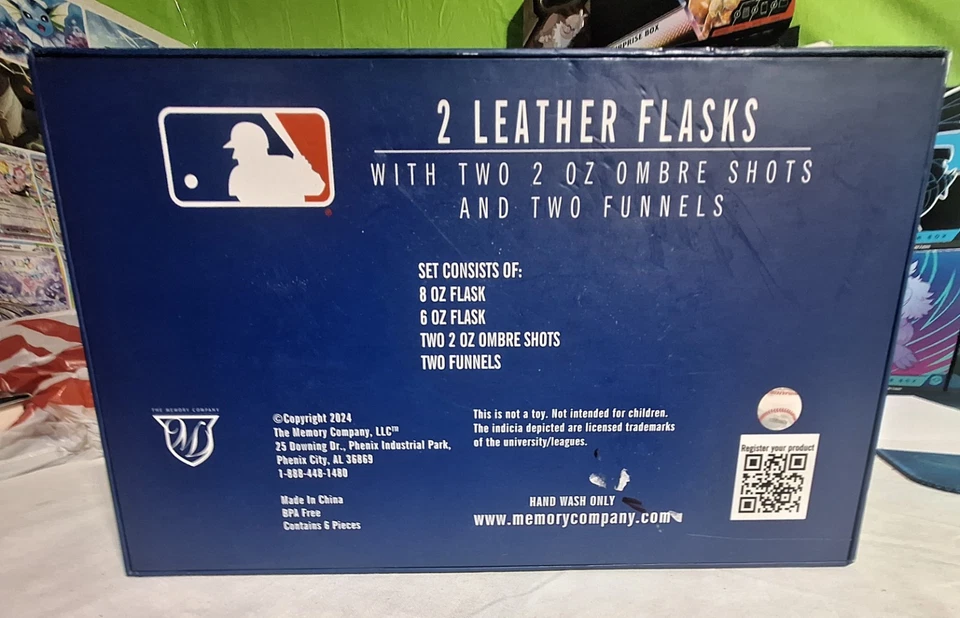 PRISE BOX
2 LEATHER FLASKS
WITH TWO 2 OZ OMBRE SHOTS
AND TWO FUNNELS
SET CONSISTS OF:
8 OZ FLASK
6 OZ FLASK
TWO 2 OZ OMBRE SHOTS
TWO FUNNELS
THE MEMORY COMPANY
©Copyright 2024
The Memory Company, LLC™
25 Downing Dr., Phenix Industrial Park,
Phenix City, AL 36869
1-888-448-1480
Made In China
BPA Free
Contains 6 Pieces
This is not a toy. Not intended for children.
The indicia depicted are licensed trademarks
of the university/leagues.
HAND WASH ONLY
www.memorycompany.com
Register your product